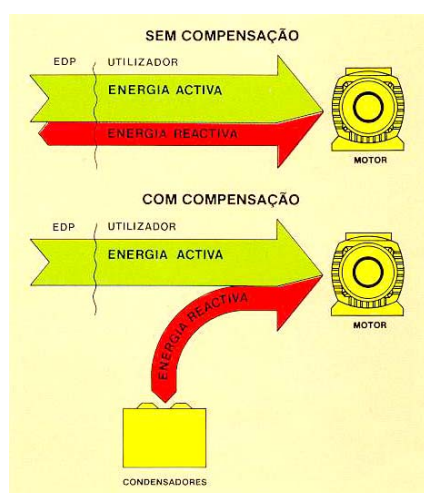 SEM COMPENSAÇÃO
EDP UTILIZADOR
ENERGIA ACTIVA
ENERGIA REACTIVA
MOTOR
COM COMPENSAÇÃO
EDP UTILIZADOR
ENERGIA ACTIVA
ENERGIA REACTIVA
MOTOR
CONDENSADORES